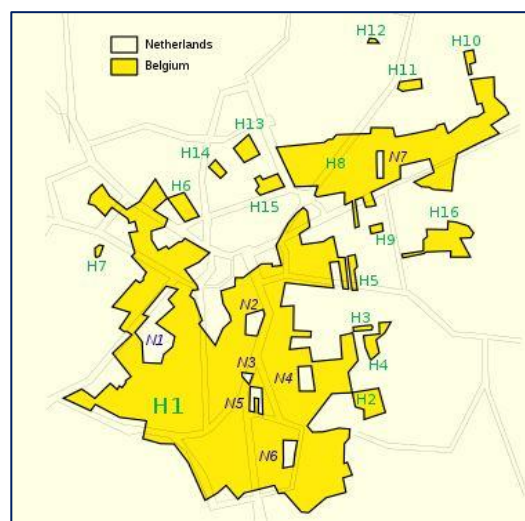 Netherlands
Belgium
H12
H10
H11
H13
H14
H8
N7
H6
H15
H16
H9
H7
H5
N2
H3
N1
N3
N4
H4
H1
N5
H2
N6